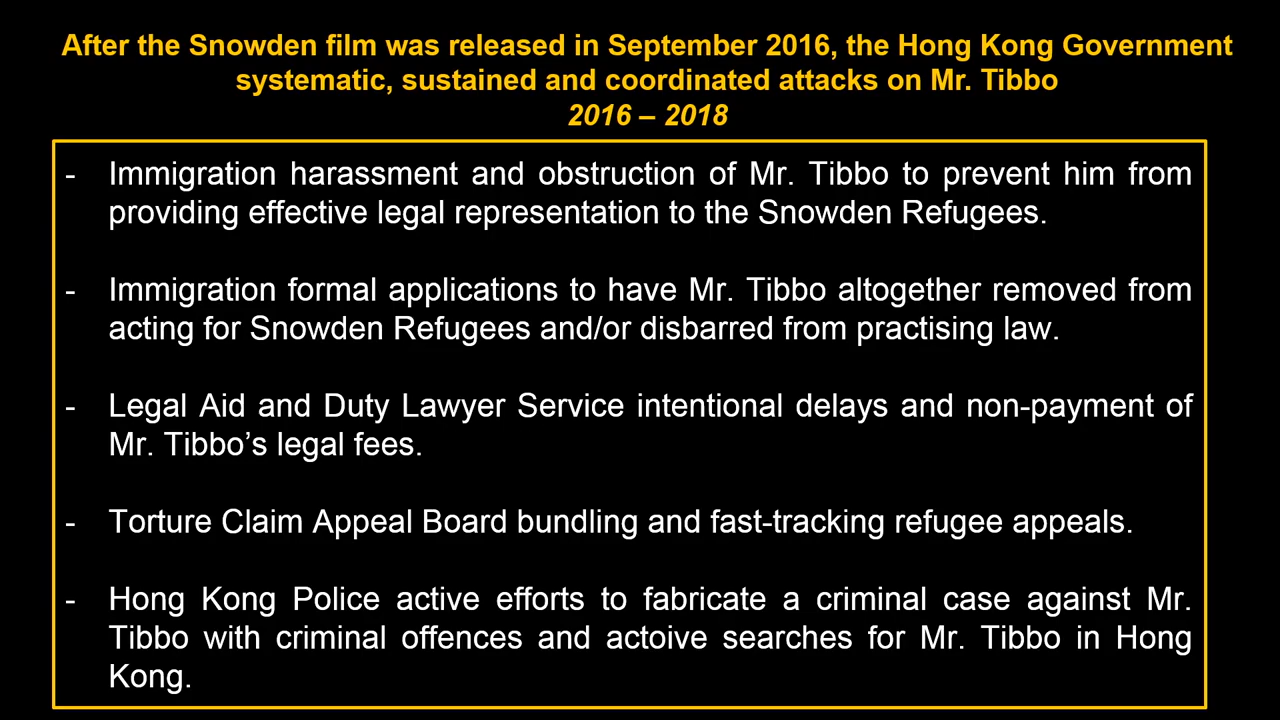 After the Snowden film was released in September 2016, the Hong Kong Government
systematic, sustained and coordinated attacks on Mr. Tibbo
2016 – 2018
- Immigration harassment and obstruction of Mr. Tibbo to prevent him from
providing effective legal representation to the Snowden Refugees.
- Immigration formal applications to have Mr. Tibbo altogether removed from
acting for Snowden Refugees and/or disbarred from practising law.
- Legal Aid and Duty Lawyer Service intentional delays and non-payment of
Mr. Tibbo’s legal fees.
- Torture Claim Appeal Board bundling and fast-tracking refugee appeals.
- Hong Kong Police active efforts to fabricate a criminal case against Mr.
Tibbo with criminal offences and actoive searches for Mr. Tibbo in Hong
Kong.